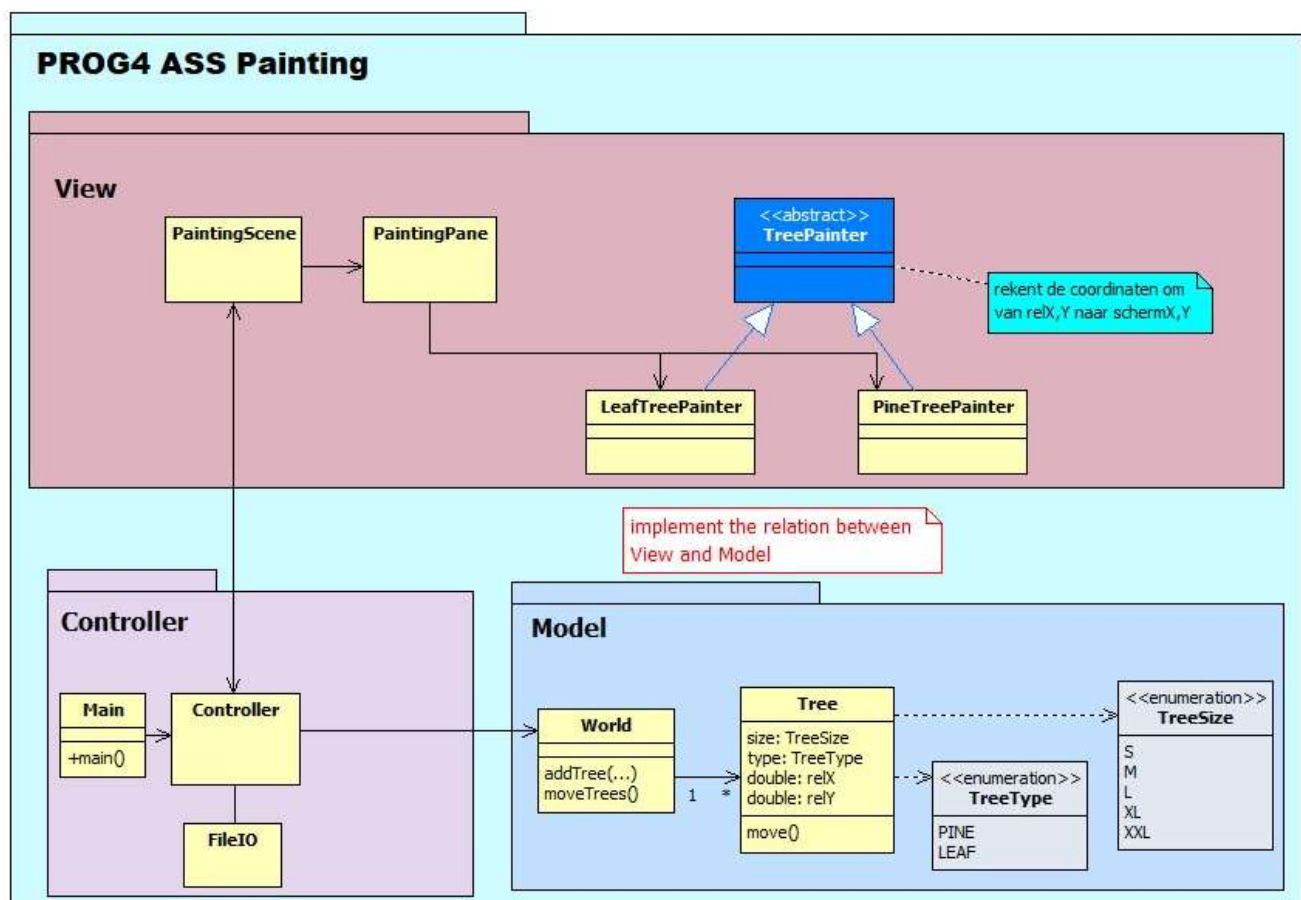 PROG4 ASS Painting
View
PaintingScene
PaintingPane
<<abstract>>
TreePainter
rekent de coordinaten om
van relX,Y naar schermX,Y
LeafTreePainter
PineTreePainter
implement the relation between
View and Model
Controller
Main
+main()
Controller
FileIO
Model
World
addTree(...)
moveTrees()
1 *
Tree
size: TreeSize
type: TreeType
double: relX
double: relY
move()
<<enumeration>>
TreeType
PINE
LEAF
<<enumeration>>
TreeSize
S
M
L
XL
XXL